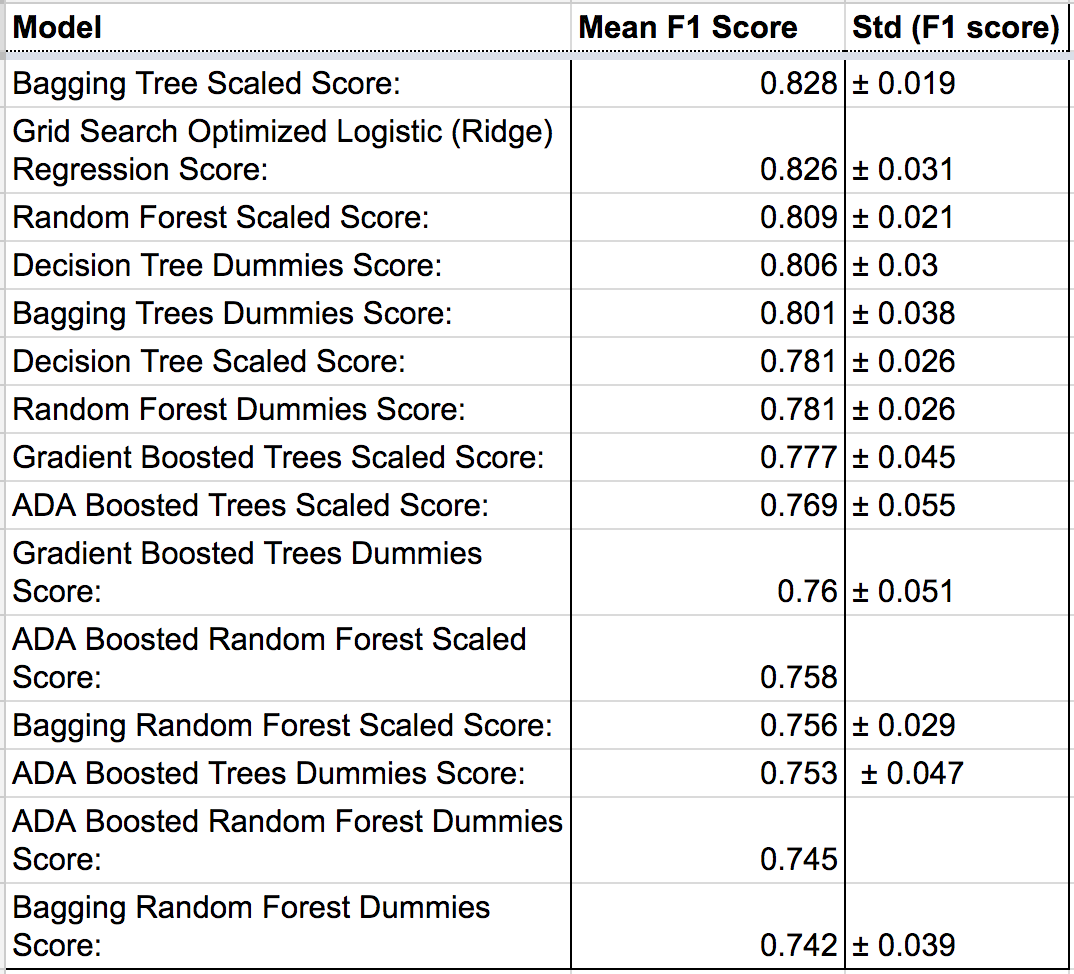 Model Mean F1 Score Std (F1 score)
Bagging Tree Scaled Score: 0.828 ± 0.019
Grid Search Optimized Logistic (Ridge)
Regression Score: 0.826 ± 0.031
Random Forest Scaled Score: 0.809 ± 0.021
Decision Tree Dummies Score: 0.806 ± 0.03
Bagging Trees Dummies Score: 0.801 ± 0.038
Decision Tree Scaled Score: 0.781 ± 0.026
Random Forest Dummies Score: 0.781 ± 0.026
Gradient Boosted Trees Scaled Score: 0.777 ± 0.045
ADA Boosted Trees Scaled Score: 0.769 ± 0.055
Gradient Boosted Trees Dummies
Score: 0.76 ± 0.051
ADA Boosted Random Forest Scaled
Score: 0.758
Bagging Random Forest Scaled Score: 0.756 ± 0.029
ADA Boosted Trees Dummies Score: 0.753 ± 0.047
ADA Boosted Random Forest Dummies
Score: 0.745
Bagging Random Forest Dummies
Score: 0.742 ± 0.039